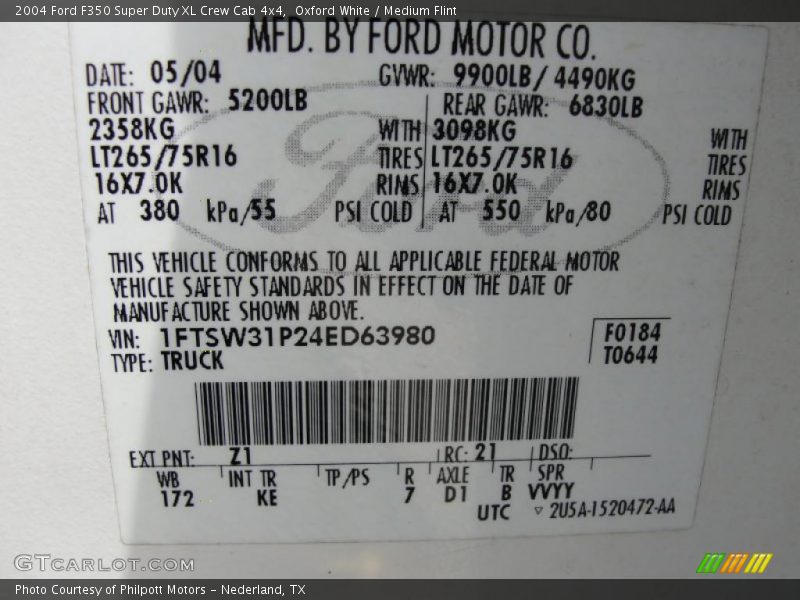 2004 Ford F350 Super Duty XL Crew Cab 4x4, Oxford White / Medium Flint
MFD. BY FORD MOTOR CO.
DATE: 05/04 GVWR: 9900LB/ 4490KG
FRONT GAWR: 5200LB REAR GAWR: 6830LB
2358KG WITH 3098KG WITH
LT265/75R16 TIRES LT265/75R16 TIRES
16X7.0K RIMS 16X7.0K RIMS
AT 380 kPa/55 PSI COLD AT 550 kPa/80 PSI COLD
Ford
THIS VEHICLE CONFORMS TO ALL APPLICABLE FEDERAL MOTOR
VEHICLE SAFETY STANDARDS IN EFFECT ON THE DATE OF
MANUFACTURE SHOWN ABOVE.
VIN: 1FTSW31P24ED63980 F0184
TYPE: TRUCK T0644
EXT PNT: Z1 RC: 21 DSO:
WB INT TR TP/PS R AXLE TR SPR
172 KE 7 D1 B VVYY
UTC ▽ 2U5A-1520472-AA
GTCARLOT.COM
Photo Courtesy of Philpott Motors - Nederland, TX